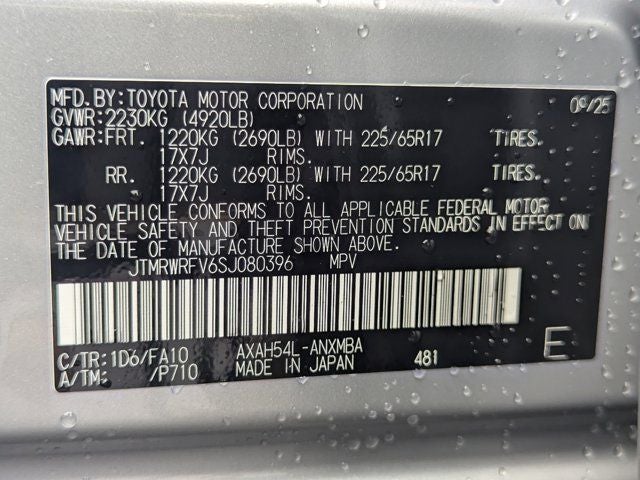 MFD.BY:TOYOTA MOTOR CORPORATION 09/25
GVWR:2230KG (4920LB)
GAWR:FRT. 1220KG (2690LB) WITH 225/65R17 TIRES.
17X7J RIMS.
RR. 1220KG (2690LB) WITH 225/65R17 TIRES.
17X7J RIMS.
THIS VEHICLE CONFORMS TO ALL APPLICABLE FEDERAL MOTOR
VEHICLE SAFETY AND THEFT PREVENTION STANDARDS IN EFFECT ON
THE DATE OF MANUFACTURE SHOWN ABOVE.
JTMRWRFV6SJ080396 MPV
C/TR:1D6/FA10 AXAH54L-ANXMBA 481 E
A/TM: /P710 MADE IN JAPAN